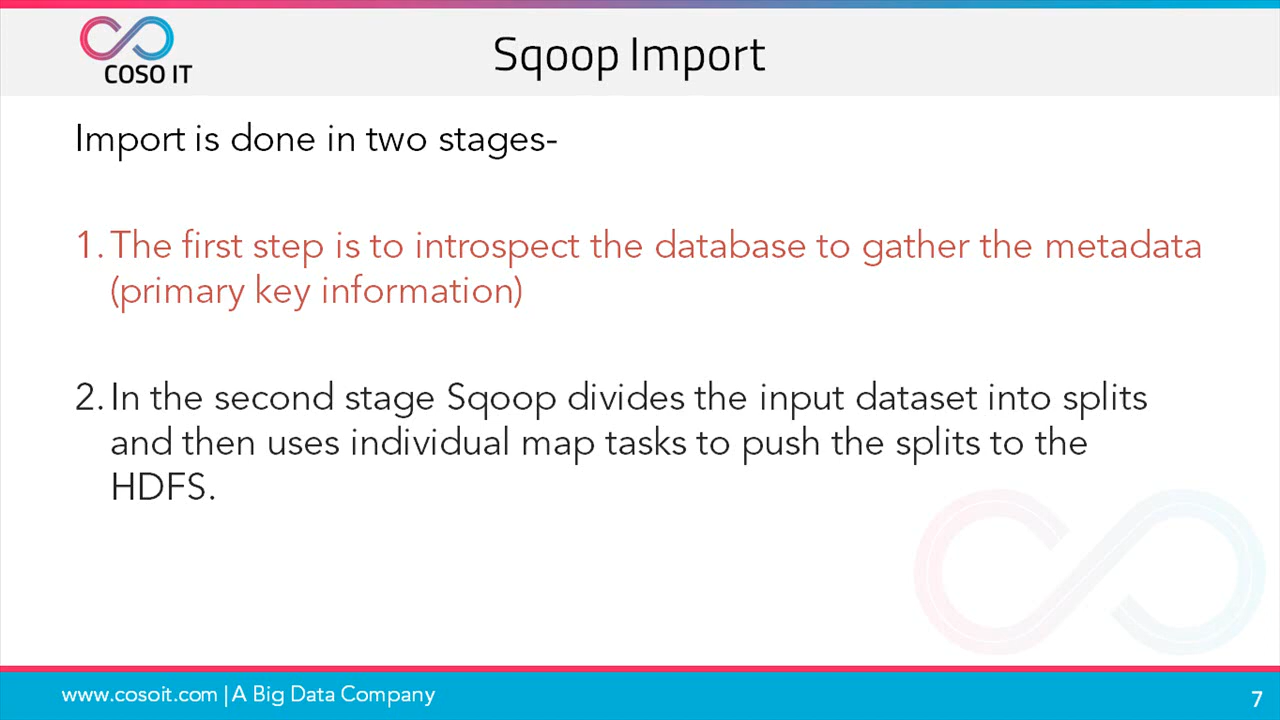 COSO IT
Sqoop Import
Import is done in two stages-
1. The first step is to introspect the database to gather the metadata
(primary key information)
2. In the second stage Sqoop divides the input dataset into splits
and then uses individual map tasks to push the splits to the
HDFS.
www.cosoit.com | A Big Data Company
7